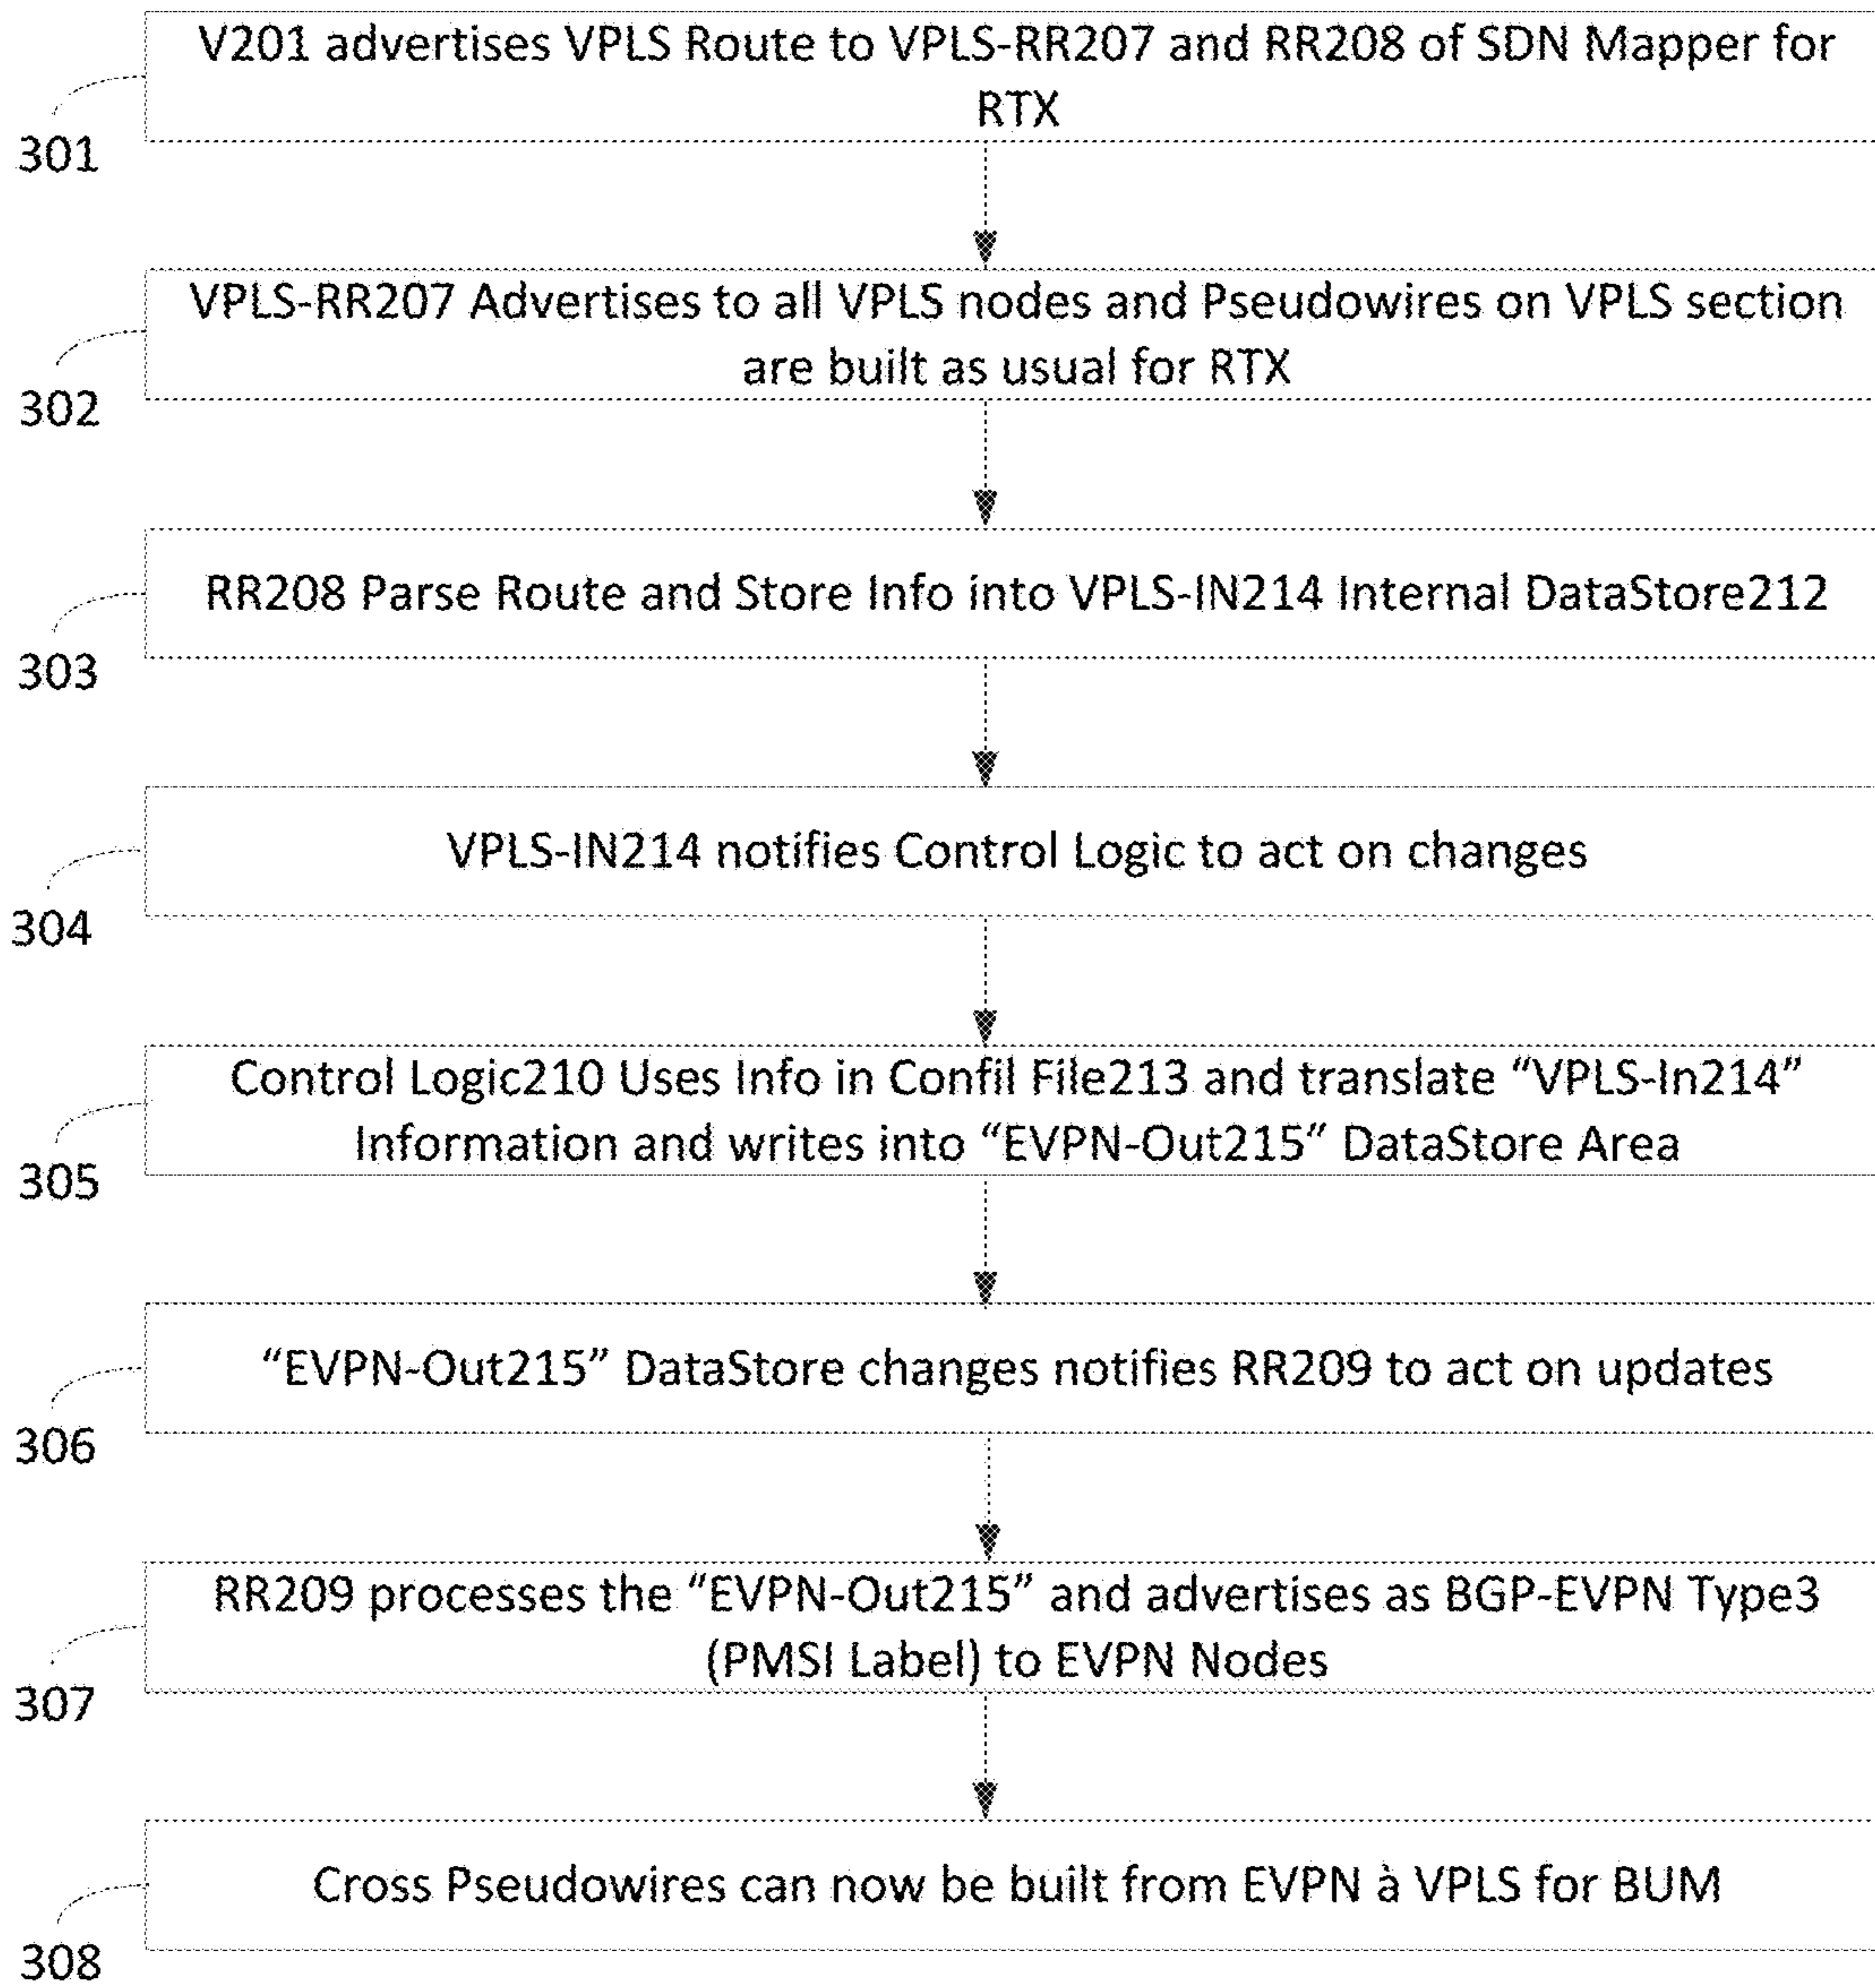 V201 advertises VPLS Route to VPLS-RR207 and RR208 of SDN Mapper for
RTX
301
VPLS-RR207 Advertises to all VPLS nodes and Pseudowires on VPLS section
are built as usual for RTX
302
RR208 Parse Route and Store Info into VPLS-IN214 Internal DataStore212
303
VPLS-IN214 notifies Control Logic to act on changes
304
Control Logic210 Uses Info in Confil File213 and translate “VPLS-In214”
Information and writes into “EVPN-Out215” DataStore Area
305
“EVPN-Out215” DataStore changes notifies RR209 to act on updates
306
RR209 processes the “EVPN-Out215” and advertises as BGP-EVPN Type3
(PMSI Label) to EVPN Nodes
307
Cross Pseudowires can now be built from EVPN à VPLS for BUM
308